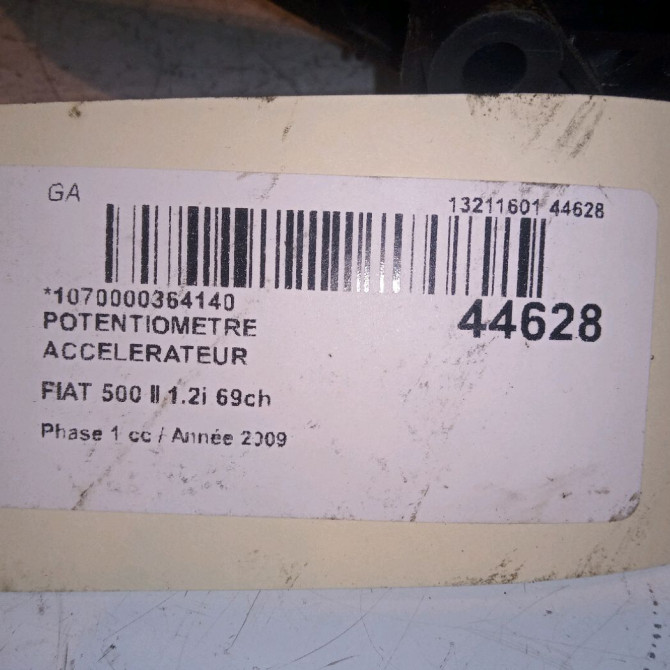 GA
13211601 44628
*1070000364140
44628
POTENTIOMETRE
ACCELERATEUR
FIAT 500 II 1.2i 69ch
Phase 1 cc / Année 2009